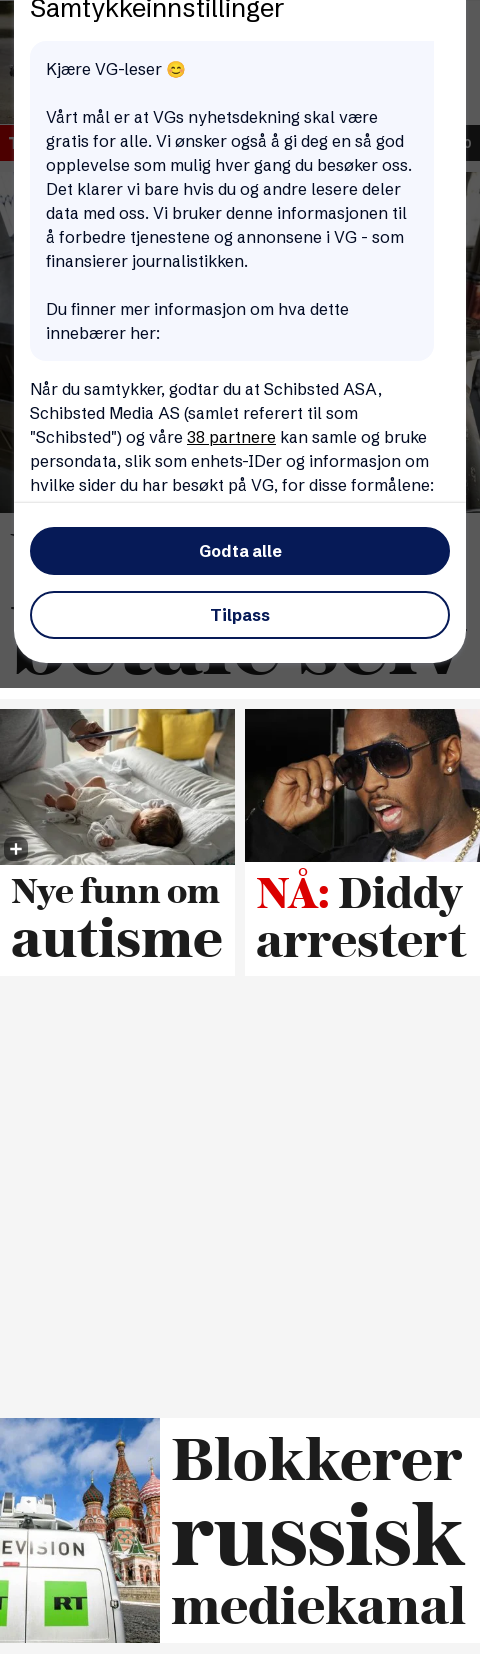 Samtykkeinnstillinger
Kjære VG-leser 😊
Vårt mål er at VGs nyhetsdekning skal være
gratis for alle. Vi ønsker også å gi deg en så god
opplevelse som mulig hver gang du besøker oss.
Det klarer vi bare hvis du og andre lesere deler
data med oss. Vi bruker denne informasjonen til
å forbedre tjenestene og annonsene i VG - som
finansierer journalistikken.
Du finner mer informasjon om hva dette
innebærer her:
Når du samtykker, godtar du at Schibsted ASA,
Schibsted Media AS (samlet referert til som
"Schibsted") og våre 38 partnere kan samle og bruke
persondata, slik som enhets-IDer og informasjon om
hvilke sider du har besøkt på VG, for disse formålene:
Godta alle
Tilpass
betale selv
Nye funn om
autisme
NÅ: Diddy
arrestert
EVISION
RT
Blokkerer
russisk
mediekanal